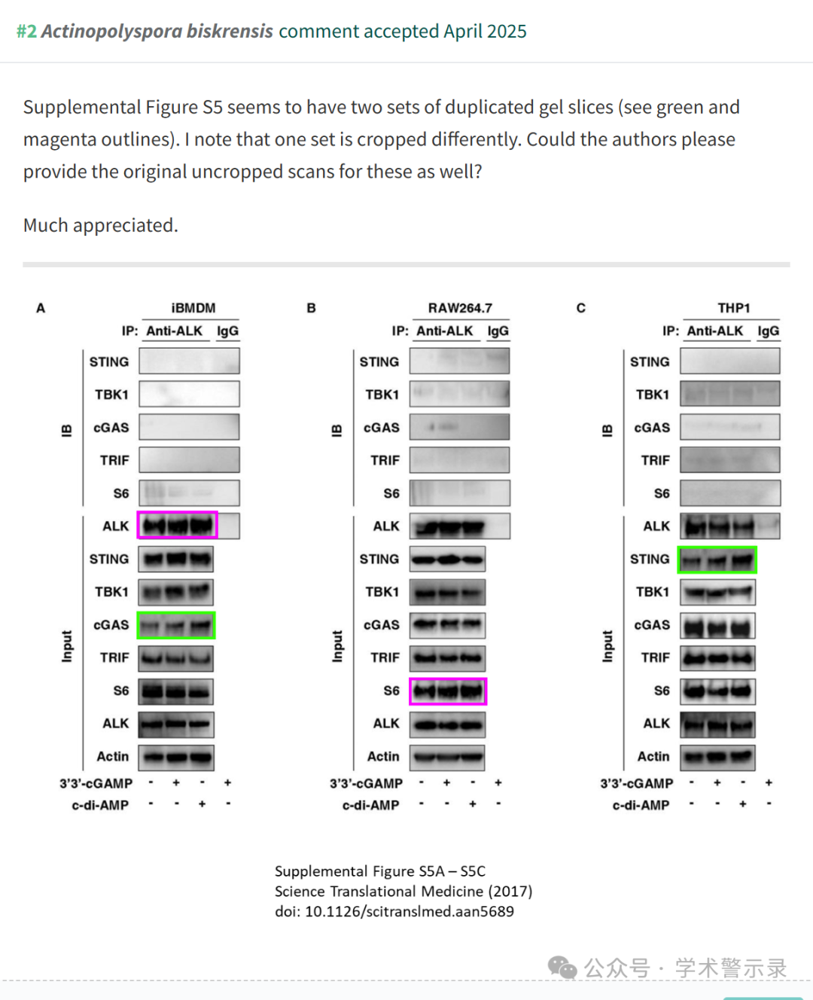 #2 Actinopolyspora biskrensis comment accepted April 2025
Supplemental Figure S5 seems to have two sets of duplicated gel slices (see green and
magenta outlines). I note that one set is cropped differently. Could the authors please
provide the original uncropped scans for these as well?
Much appreciated.
A
iBMDM
IP: Anti-ALK IgG
IB
STING
TBK1
cGAS
TRIF
S6
ALK
Input
STING
TBK1
cGAS
TRIF
S6
ALK
Actin
3'3'-cGAMP - + - +
c-di-AMP - - + -
B
RAW264.7
IP: Anti-ALK IgG
IB
STING
TBK1
cGAS
TRIF
S6
ALK
Input
STING
TBK1
cGAS
TRIF
S6
ALK
Actin
3'3'-cGAMP - + - +
c-di-AMP - - + -
C
THP1
IP: Anti-ALK IgG
IB
STING
TBK1
cGAS
TRIF
S6
ALK
Input
STING
TBK1
cGAS
TRIF
S6
ALK
Actin
3'3'-cGAMP - + - +
c-di-AMP - - + -
Supplemental Figure S5A – S5C
Science Translational Medicine (2017)
doi: 10.1126/scitranslmed.aan5689
公众号 · 学术警示录